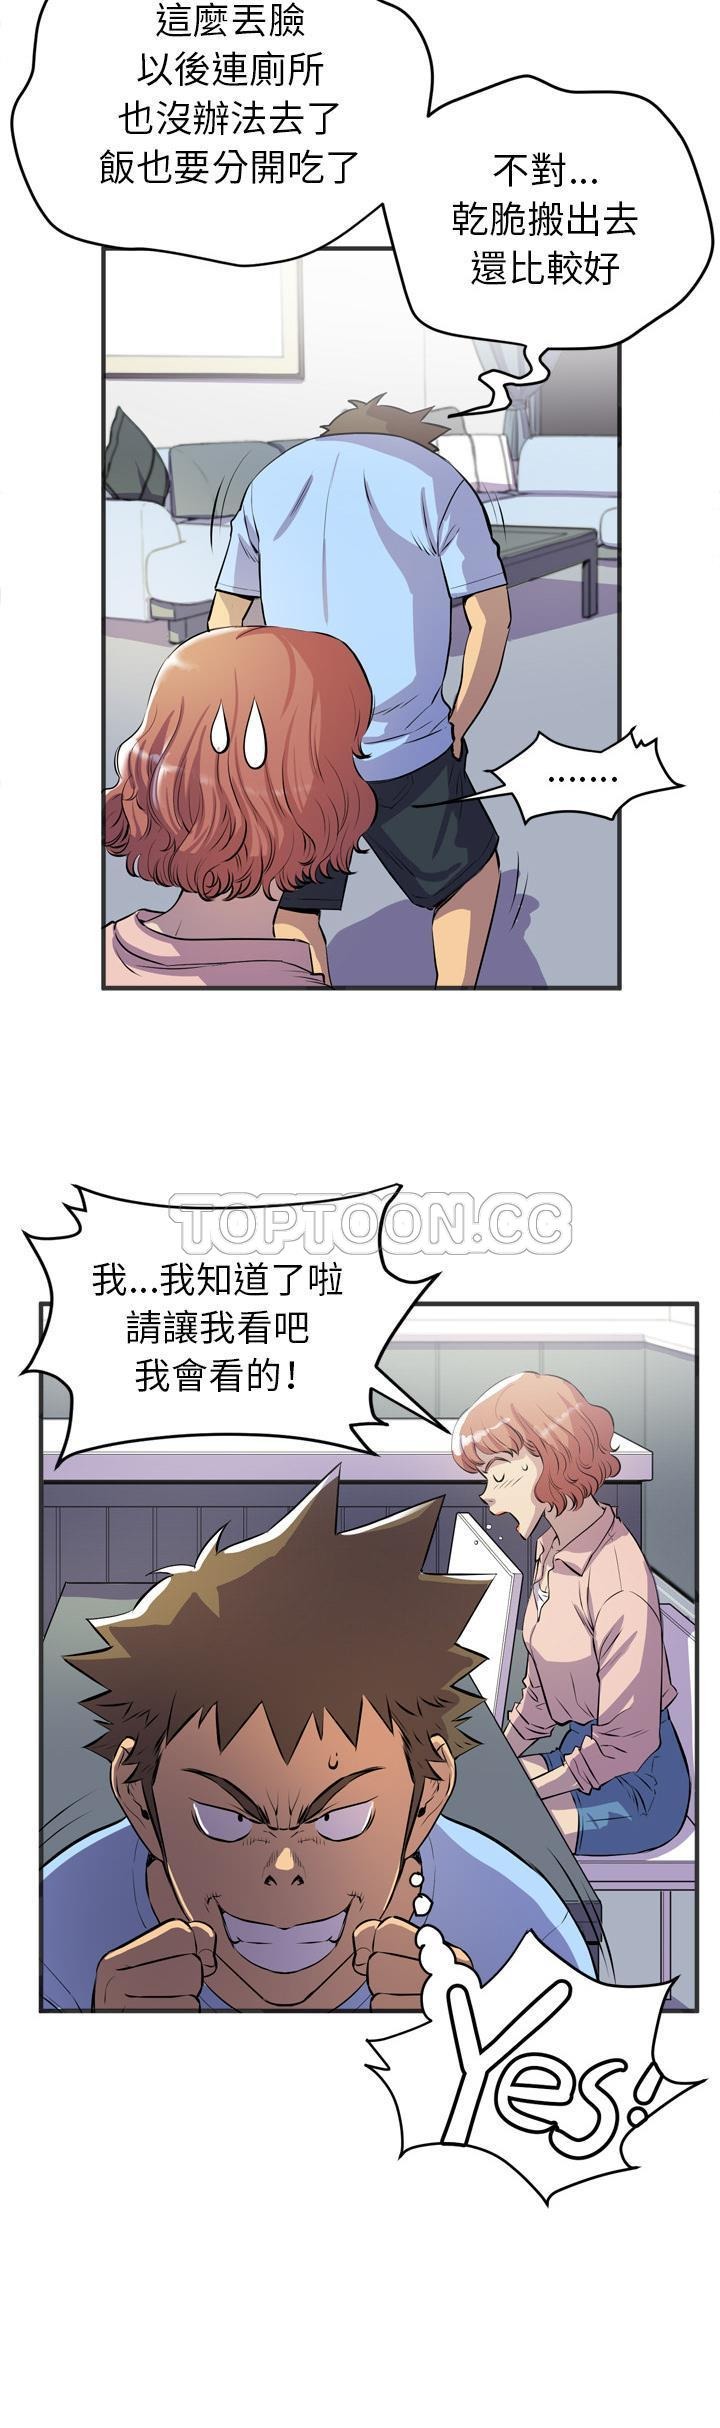 這麼丟臉
以後連廁所
也沒辦法去了
飯也要分開吃了
不對...
乾脆搬出去
還比較好
.......
TOPTOON.CC
我...我知道了啦
請讓我看吧
我會看的！
Yes!